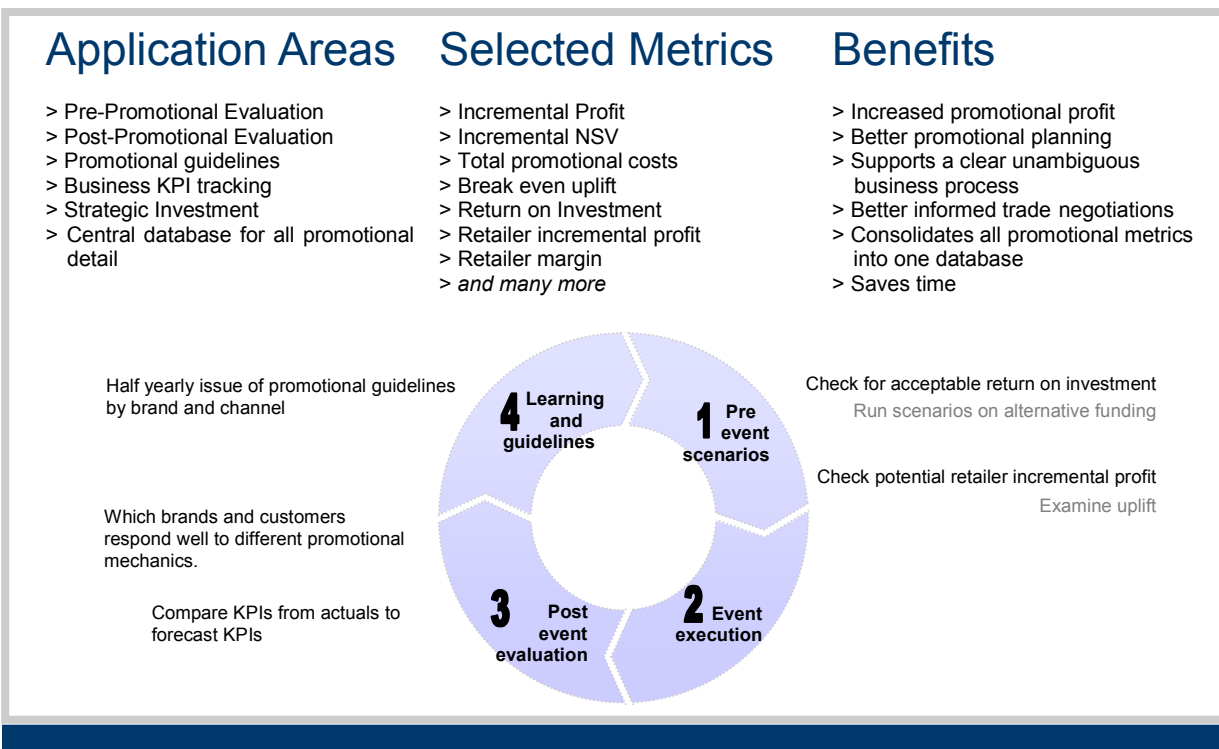 Application Areas
> Pre-Promotional Evaluation
> Post-Promotional Evaluation
> Promotional guidelines
> Business KPI tracking
> Strategic Investment
> Central database for all promotional
detail
Selected Metrics
> Incremental Profit
> Incremental NSV
> Total promotional costs
> Break even uplift
> Return on Investment
> Retailer incremental profit
> Retailer margin
> and many more
Benefits
> Increased promotional profit
> Better promotional planning
> Supports a clear unambiguous
business process
> Better informed trade negotiations
> Consolidates all promotional metrics
into one database
> Saves time
Half yearly issue of promotional guidelines
by brand and channel
4 Learning
and
guidelines
1 Pre
event
scenarios
Check for acceptable return on investment
Run scenarios on alternative funding
Check potential retailer incremental profit
Examine uplift
Which brands and customers
respond well to different promotional
mechanics.
Compare KPIs from actuals to
forecast KPIs
3 Post
event
evaluation
2 Event
execution